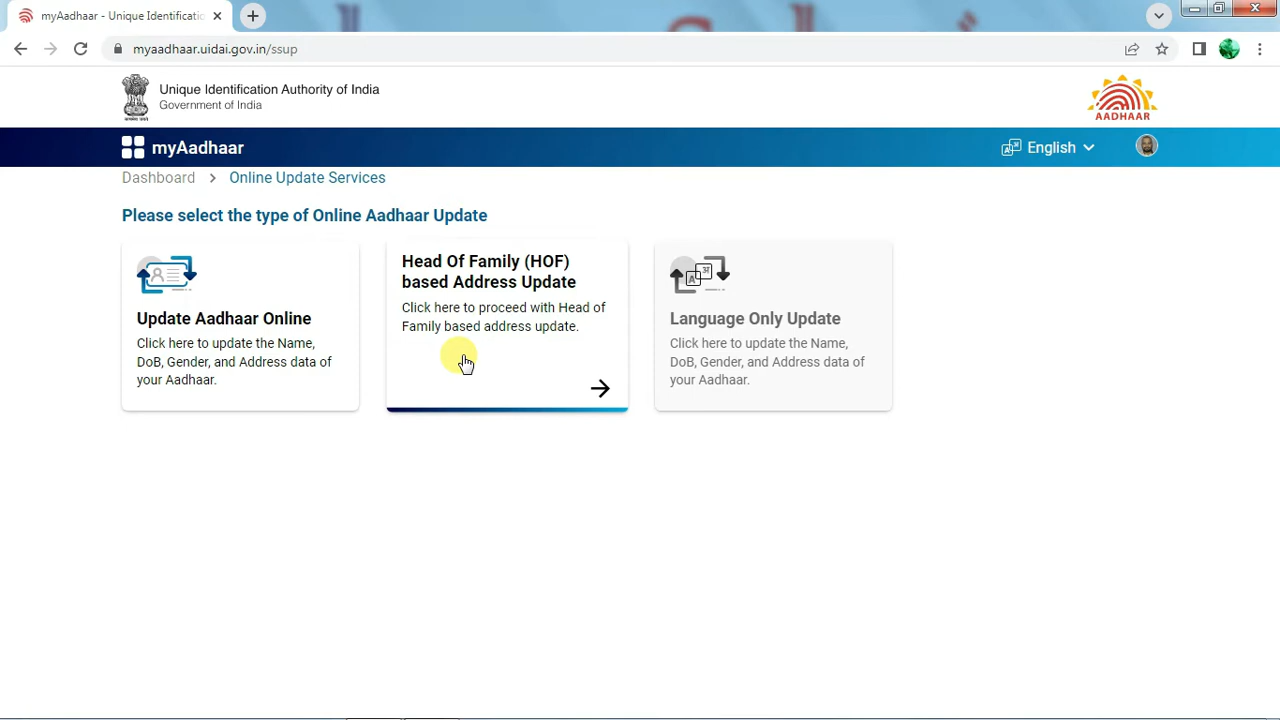 myAadhaar - Unique Identificatio
myaadhaar.uidai.gov.in/ssup
Unique Identification Authority of India
Government of India
AADHAAR
myAadhaar
English
Dashboard > Online Update Services
Please select the type of Online Aadhaar Update
Update Aadhaar Online
Click here to update the Name,
DoB, Gender, and Address data of
your Aadhaar.
Head Of Family (HOF)
based Address Update
Click here to proceed with Head of
Family based address update.
Language Only Update
Click here to update the Name,
DoB, Gender, and Address data of
your Aadhaar.